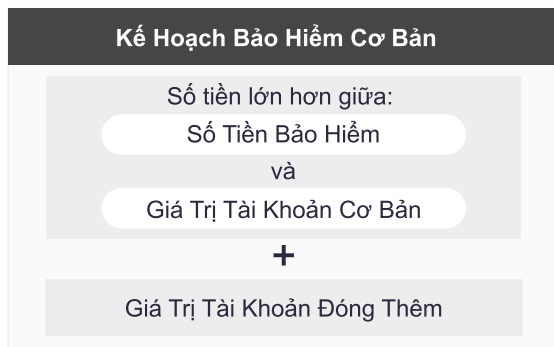 Kế Hoạch Bảo Hiểm Cơ Bản
Số tiền lớn hơn giữa:
Số Tiền Bảo Hiểm
và
Giá Trị Tài Khoản Cơ Bản
+
Giá Trị Tài Khoản Đóng Thêm